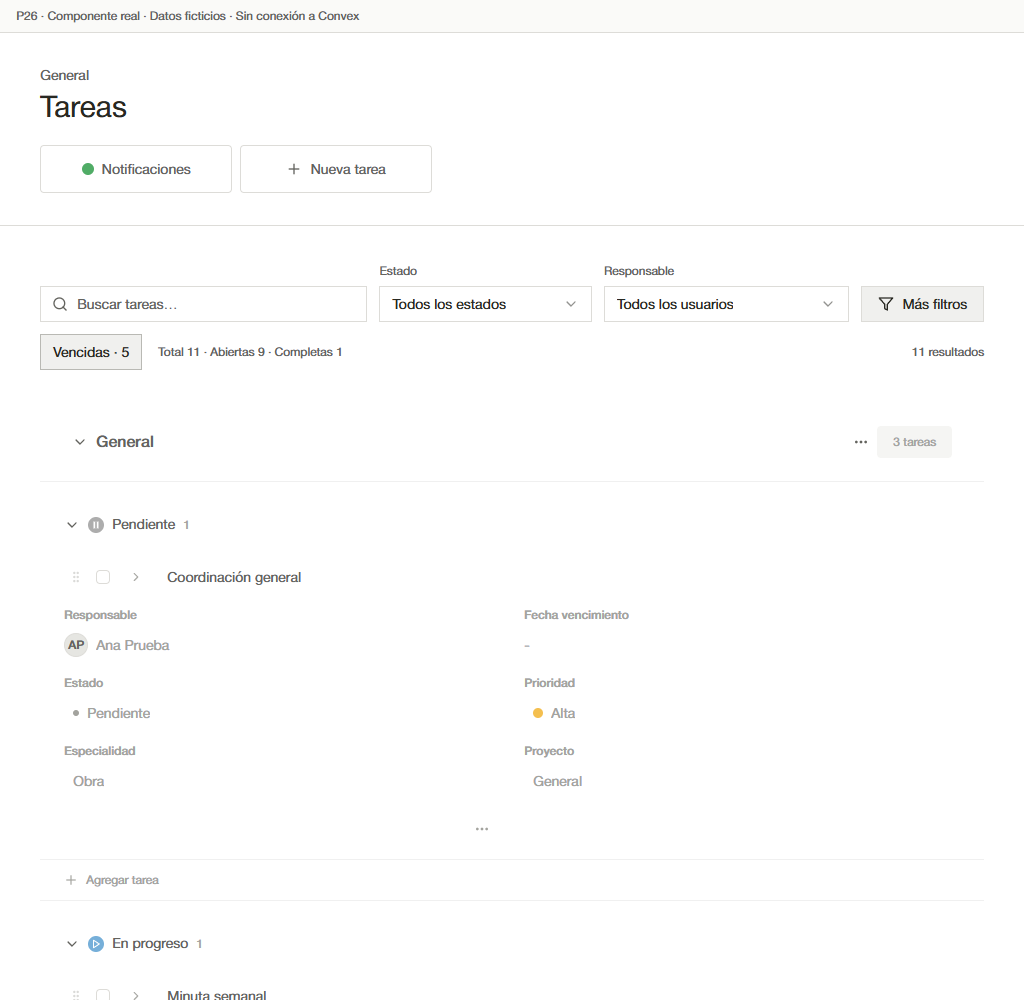 P26 · Componente real · Datos ficticios · Sin conexión a Convex
General
Tareas
Notificaciones
Nueva tarea
Estado
Responsable
Buscar tareas…
Todos los estados
Todos los usuarios
Más filtros
Vencidas · 5
Total 11 · Abiertas 9 · Completas 1
11 resultados
General
3 tareas
Pendiente 1
Coordinación general
Responsable
Fecha vencimiento
AP Ana Prueba
-
Estado
Prioridad
Pendiente
Alta
Especialidad
Proyecto
Obra
General
Agregar tarea
En progreso 1
Minuta semanal